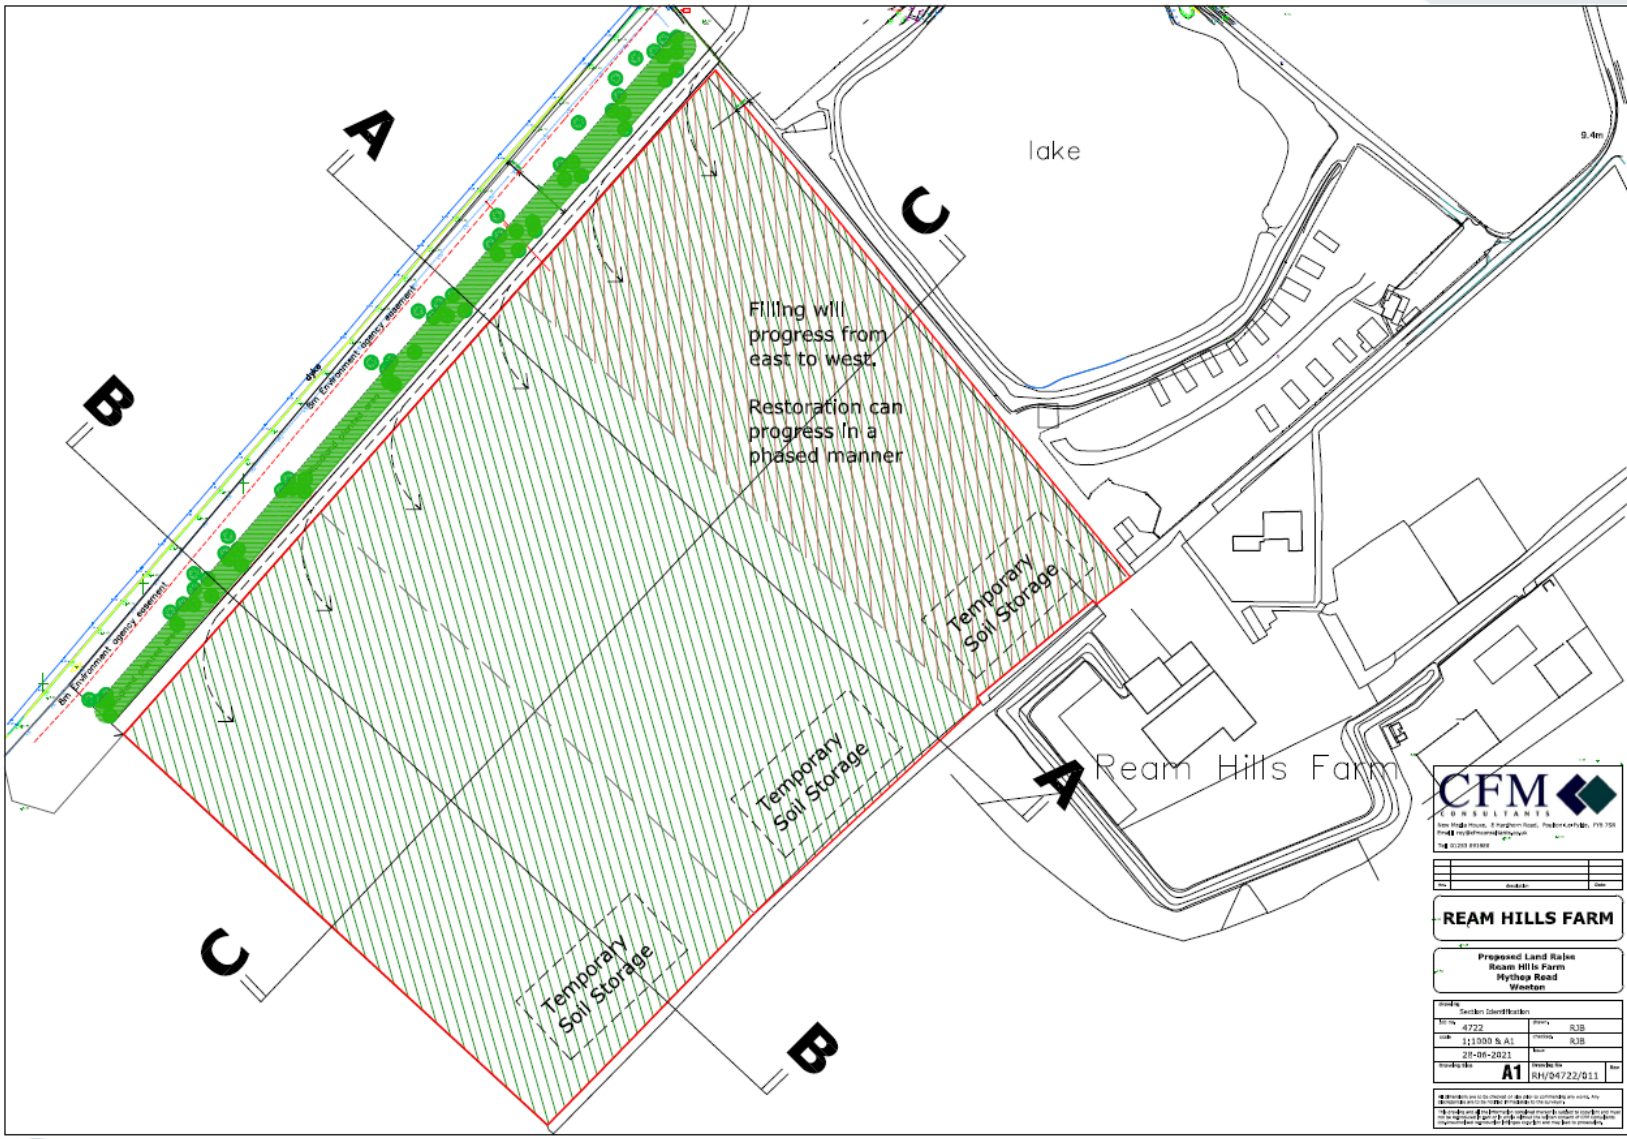 A
B
C
lake
9.4m
dyke
8m Environment agency easement
8m Environment agency easement
Filling will
progress from
east to west.
Restoration can
progress in a
phased manner
Temporary
Soil Storage
Temporary
Soil Storage
Temporary
Soil Storage
A
Ream Hills Farm
C
B
CFM
CONSULTANTS
REAM HILLS FARM
Proposed Land Raise
Ream Hills Farm
Mythop Road
Weeton
Section Identification
4722
RJB
1:1000 @ A1
RJB
28-06-2021
A1
RH/04722/011